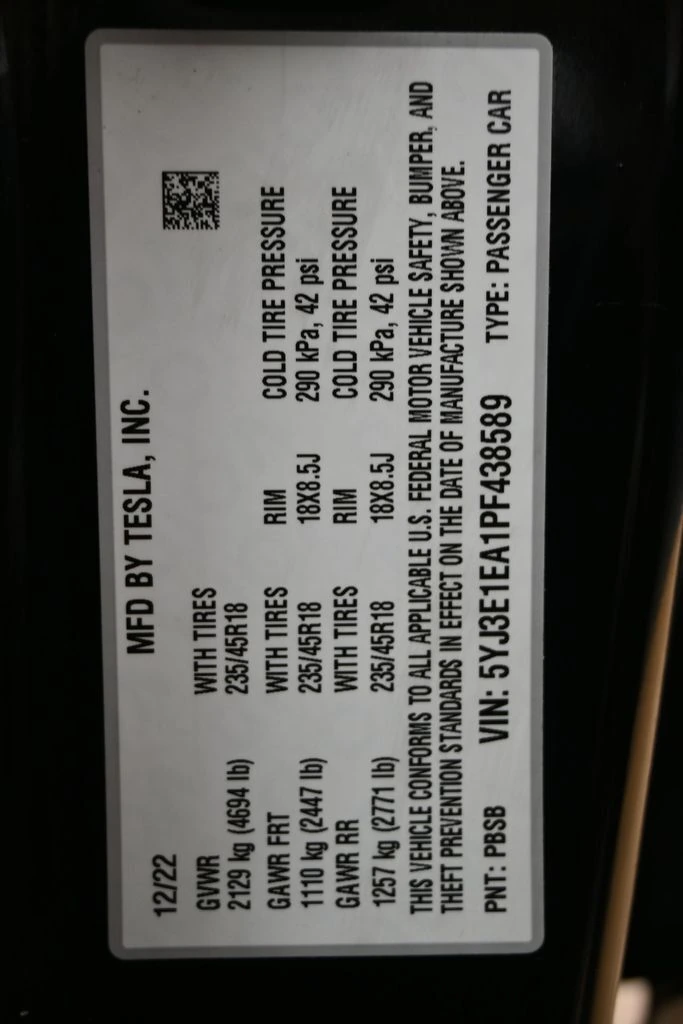 MFD BY TESLA, INC.
12/22
GVWR WITH TIRES
2129 kg (4694 lb) 235/45R18
GAWR FRT WITH TIRES RIM COLD TIRE PRESSURE
1110 kg (2447 lb) 235/45R18 18X8.5J 290 kPa, 42 psi
GAWR RR WITH TIRES RIM COLD TIRE PRESSURE
1257 kg (2771 lb) 235/45R18 18X8.5J 290 kPa, 42 psi
THIS VEHICLE CONFORMS TO ALL APPLICABLE U.S. FEDERAL MOTOR VEHICLE SAFETY, BUMPER, AND
THEFT PREVENTION STANDARDS IN EFFECT ON THE DATE OF MANUFACTURE SHOWN ABOVE.
PNT: PBSB VIN: 5YJ3E1EA1PF438589 TYPE: PASSENGER CAR